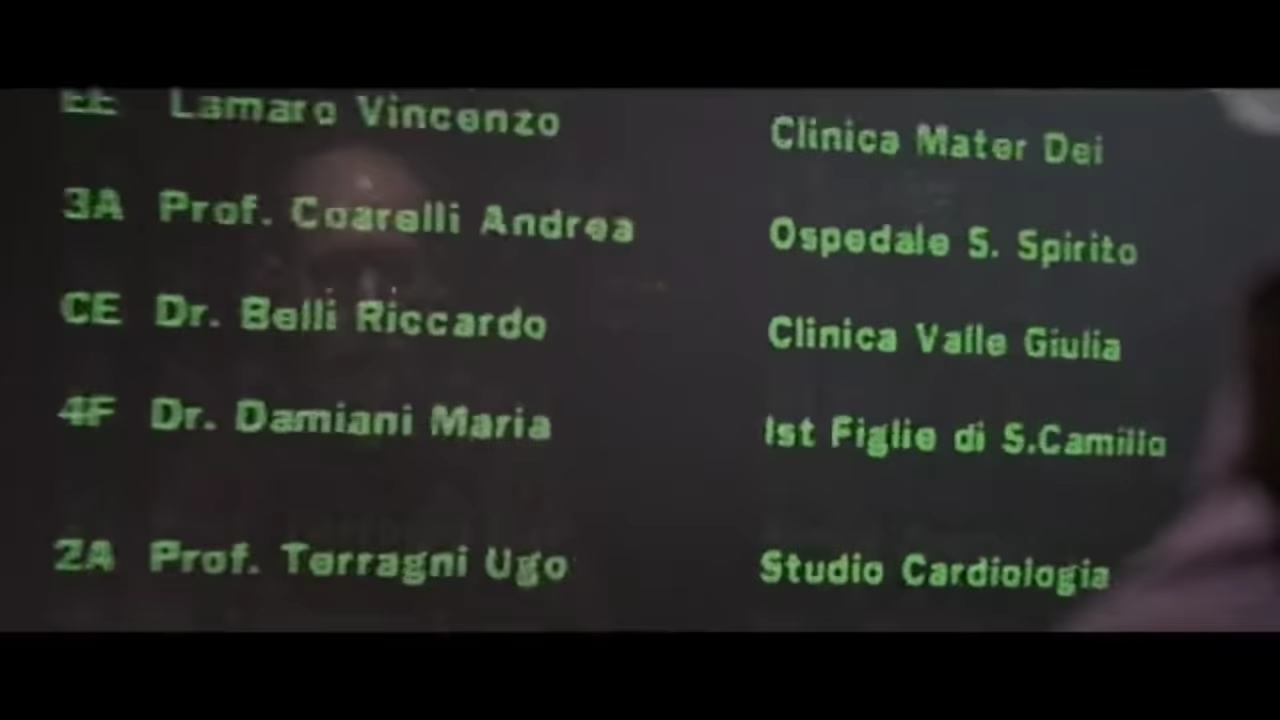 EE Lamaro Vincenzo Clinica Mater Dei
3A Prof. Coarelli Andrea Ospedale S. Spirito
CE Dr. Belli Riccardo Clinica Valle Giulia
4F Dr. Damiani Maria Ist Figlie di S.Camillo
2A Prof. Terragni Ugo Studio Cardiologia